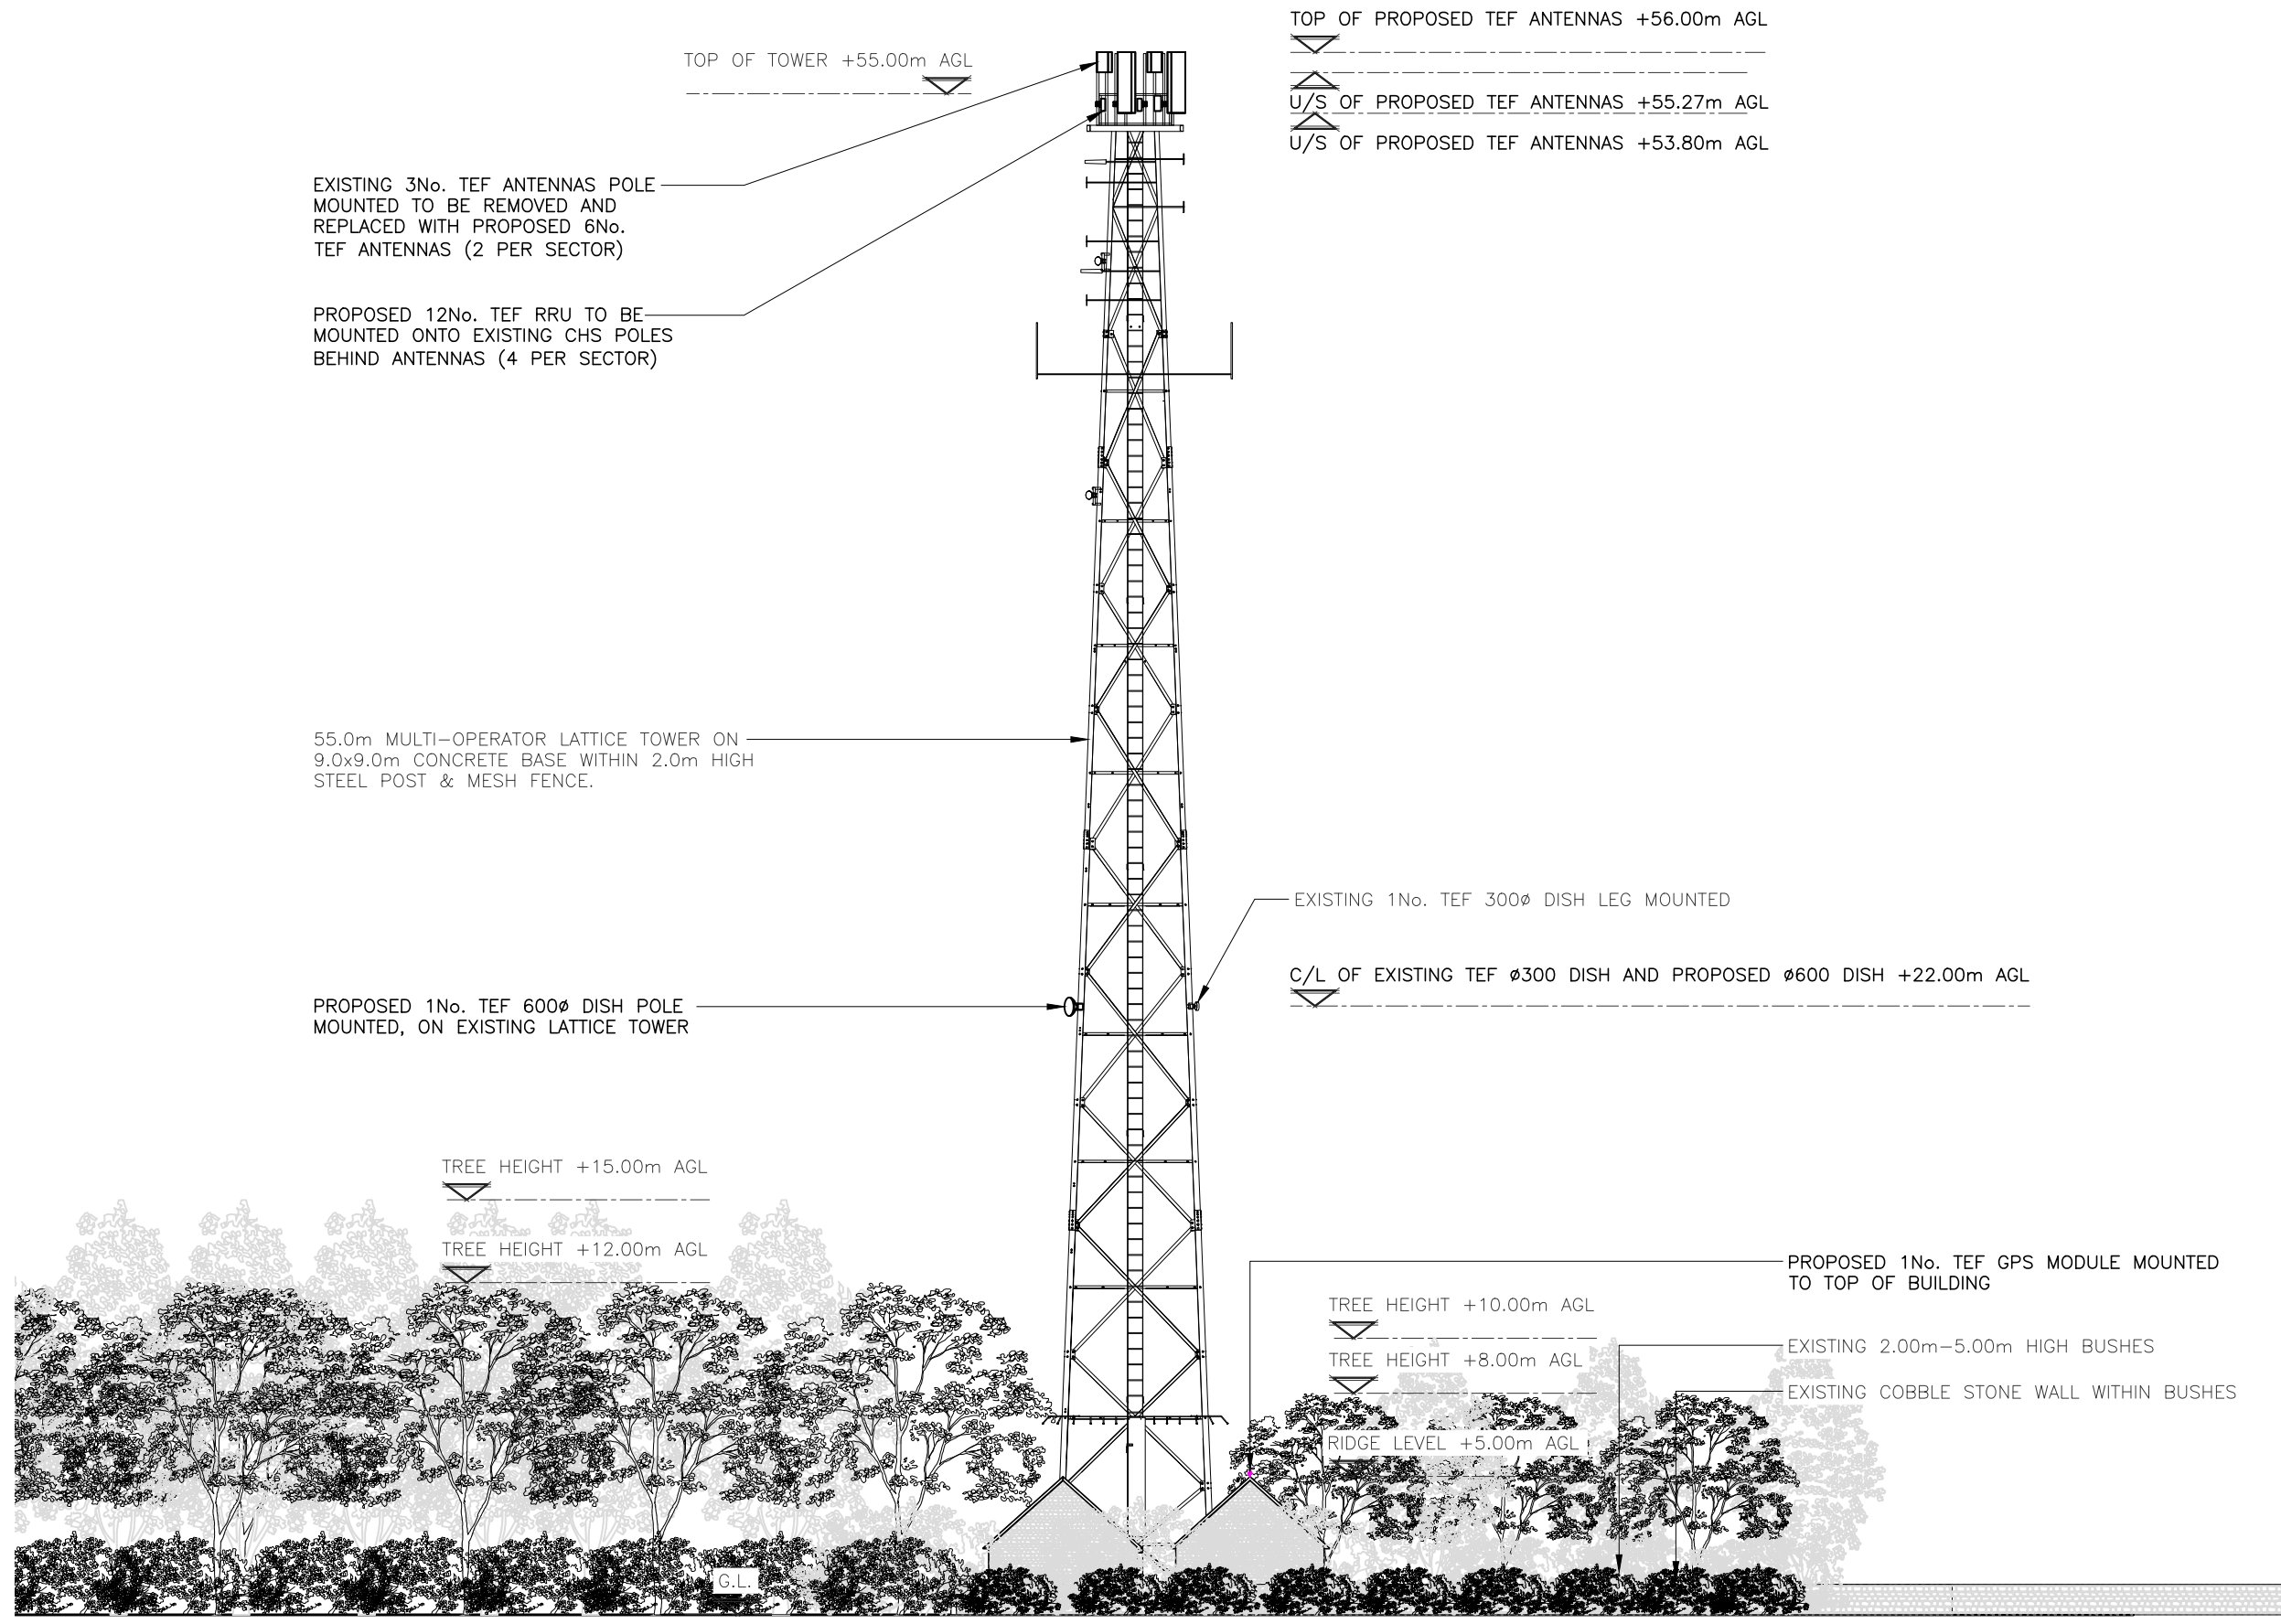 TOP OF PROPOSED TEF ANTENNAS +56.00m AGL
TOP OF TOWER +55.00m AGL
U/S OF PROPOSED TEF ANTENNAS +55.27m AGL
U/S OF PROPOSED TEF ANTENNAS +53.80m AGL
EXISTING 3No. TEF ANTENNAS POLE
MOUNTED TO BE REMOVED AND
REPLACED WITH PROPOSED 6No.
TEF ANTENNAS (2 PER SECTOR)
PROPOSED 12No. TEF RRU TO BE
MOUNTED ONTO EXISTING CHS POLES
BEHIND ANTENNAS (4 PER SECTOR)
55.0m MULTI-OPERATOR LATTICE TOWER ON
9.0x9.0m CONCRETE BASE WITHIN 2.0m HIGH
STEEL POST & MESH FENCE.
EXISTING 1No. TEF 300ø DISH LEG MOUNTED
C/L OF EXISTING TEF ø300 DISH AND PROPOSED ø600 DISH +22.00m AGL
PROPOSED 1No. TEF 600ø DISH POLE
MOUNTED, ON EXISTING LATTICE TOWER
TREE HEIGHT +15.00m AGL
TREE HEIGHT +12.00m AGL
PROPOSED 1No. TEF GPS MODULE MOUNTED
TO TOP OF BUILDING
TREE HEIGHT +10.00m AGL
EXISTING 2.00m-5.00m HIGH BUSHES
TREE HEIGHT +8.00m AGL
EXISTING COBBLE STONE WALL WITHIN BUSHES
RIDGE LEVEL +5.00m AGL
G.L.